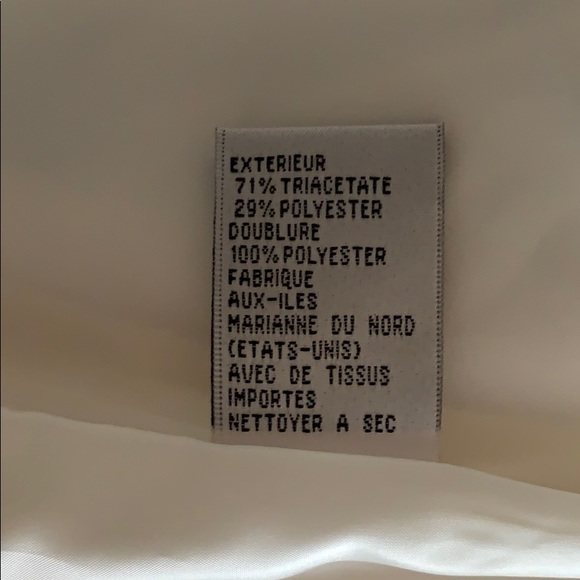 EXTERIEUR
71% TRIACETATE
29% POLYESTER
DOUBLURE
100% POLYESTER
FABRIQUE
AUX-ILES
MARIANNE DU NORD
(ETATS-UNIS)
AVEC DE TISSUS
IMPORTES
NETTOYER A SEC